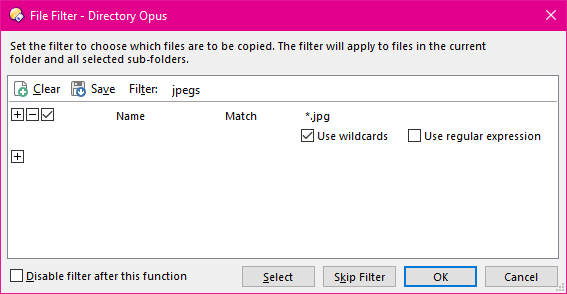 File Filter - Directory Opus
Set the filter to choose which files are to be copied. The filter will apply to files in the current
folder and all selected sub-folders.
Clear Save Filter: jpegs
Name Match *.jpg
Use wildcards Use regular expression
Disable filter after this function Select Skip Filter OK Cancel